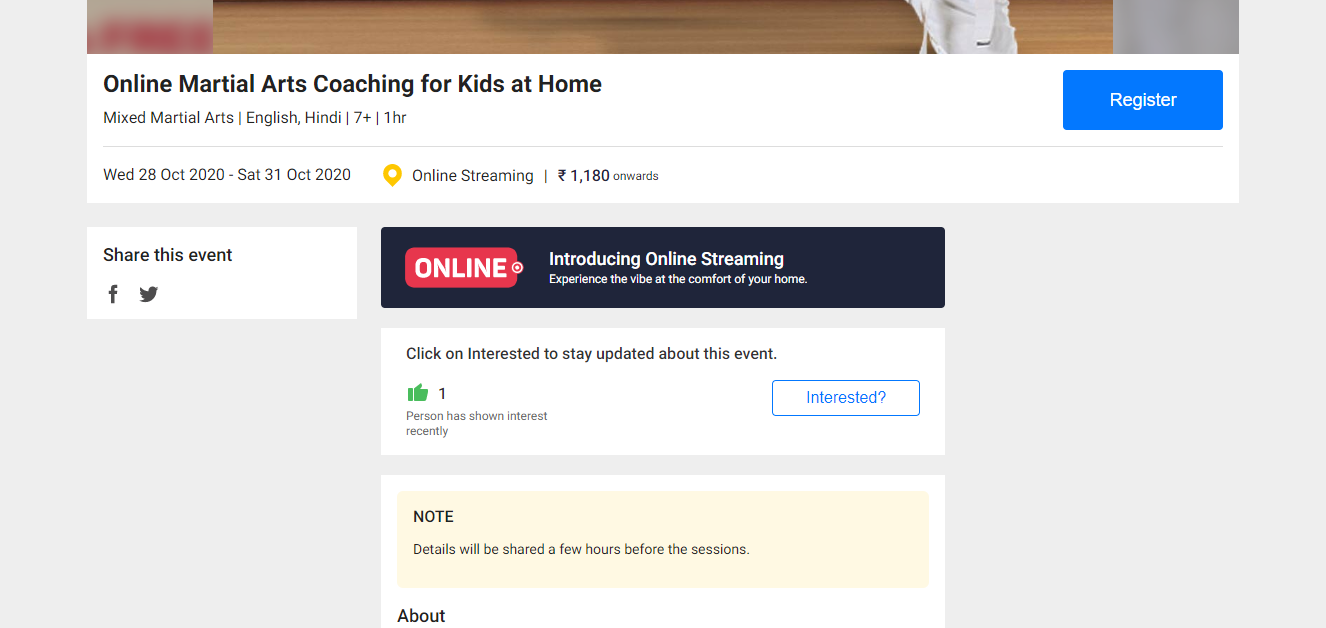 Online Martial Arts Coaching for Kids at Home
Register
Mixed Martial Arts | English, Hindi | 7+ | 1hr
Wed 28 Oct 2020 - Sat 31 Oct 2020
Online Streaming | ₹ 1,180 onwards
Share this event
ONLINE
Introducing Online Streaming
Experience the vibe at the comfort of your home.
Click on Interested to stay updated about this event.
1
Person has shown interest
recently
Interested?
NOTE
Details will be shared a few hours before the sessions.
About